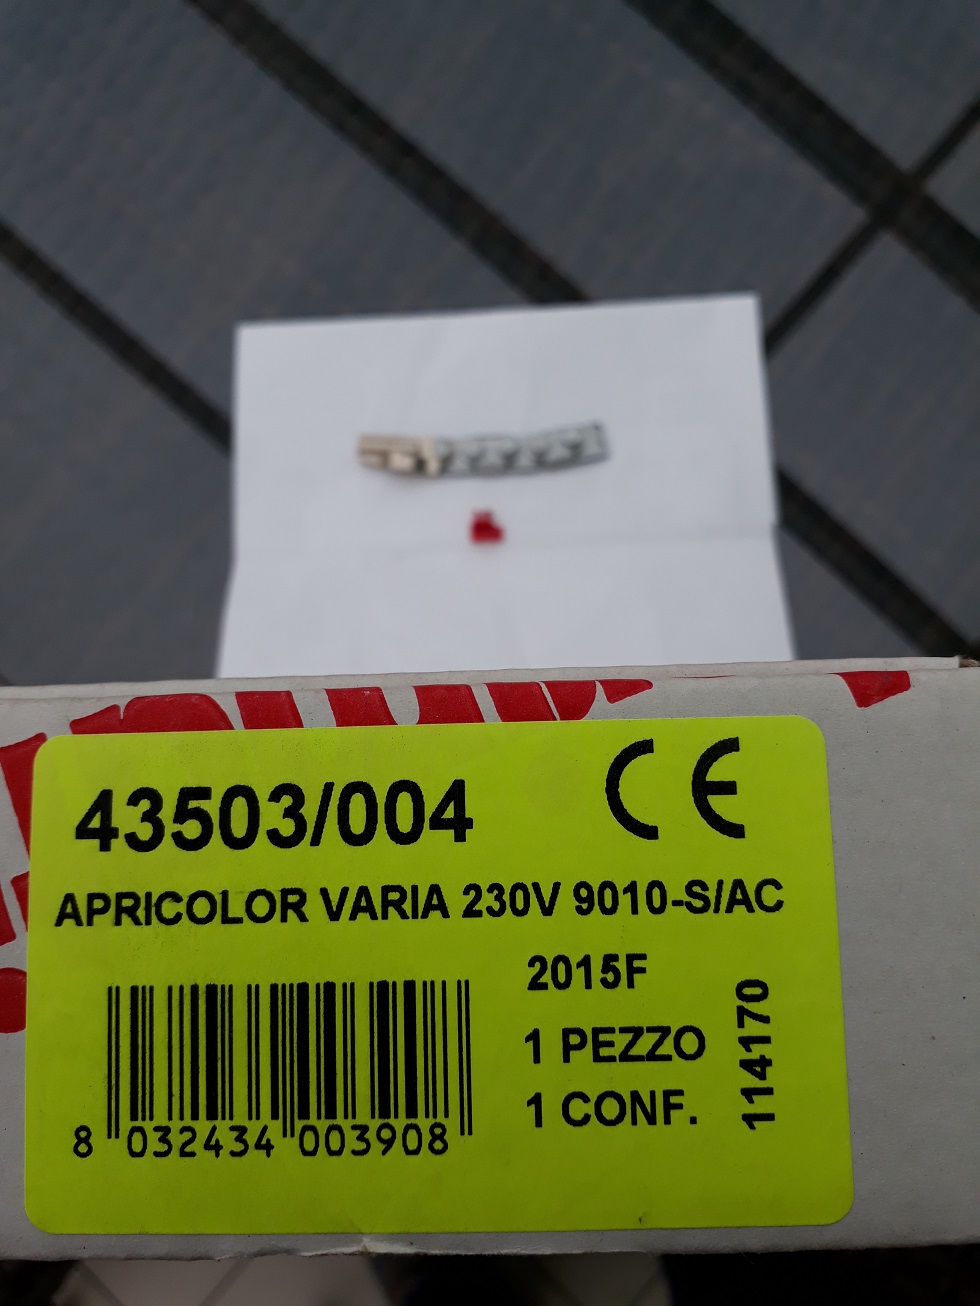 43503/004
CE
APRICOLOR VARIA 230V 9010-S/AC
2015F
1 PEZZO
1 CONF.
114170
8 032434 003908